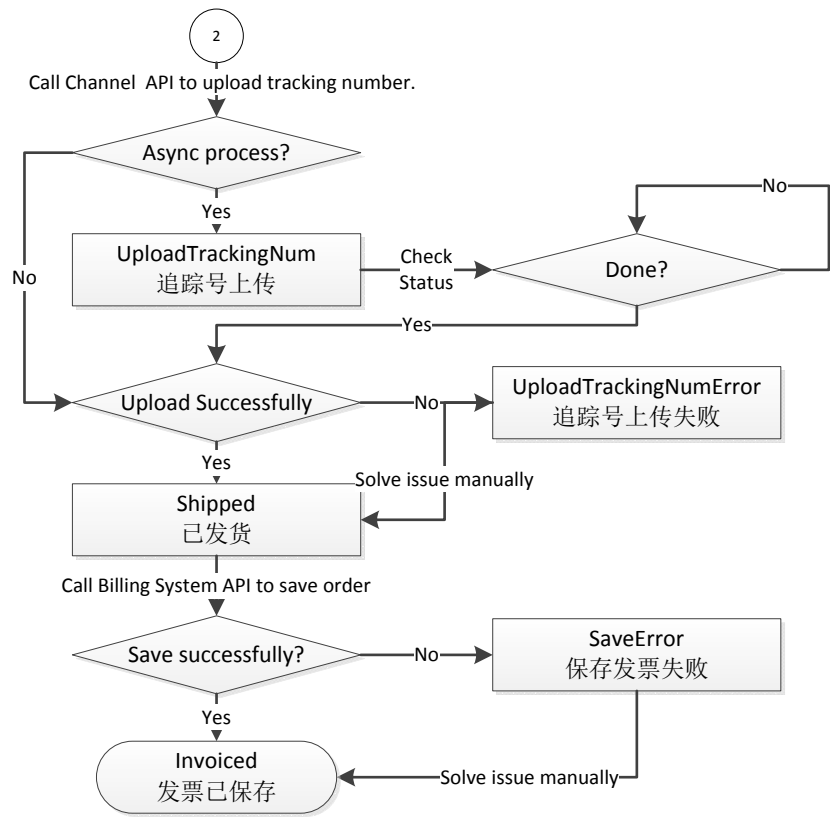 2
Call Channel API to upload tracking number.
Async process?
No
Yes
UploadTrackingNum
追踪号上传
Check
Status
Done?
No
Yes
Upload Successfully
No
UploadTrackingNumError
追踪号上传失败
Yes
Solve issue manually
Shipped
已发货
Call Billing System API to save order
Save successfully?
No
SaveError
保存发票失败
Yes
Invoiced
发票已保存
Solve issue manually